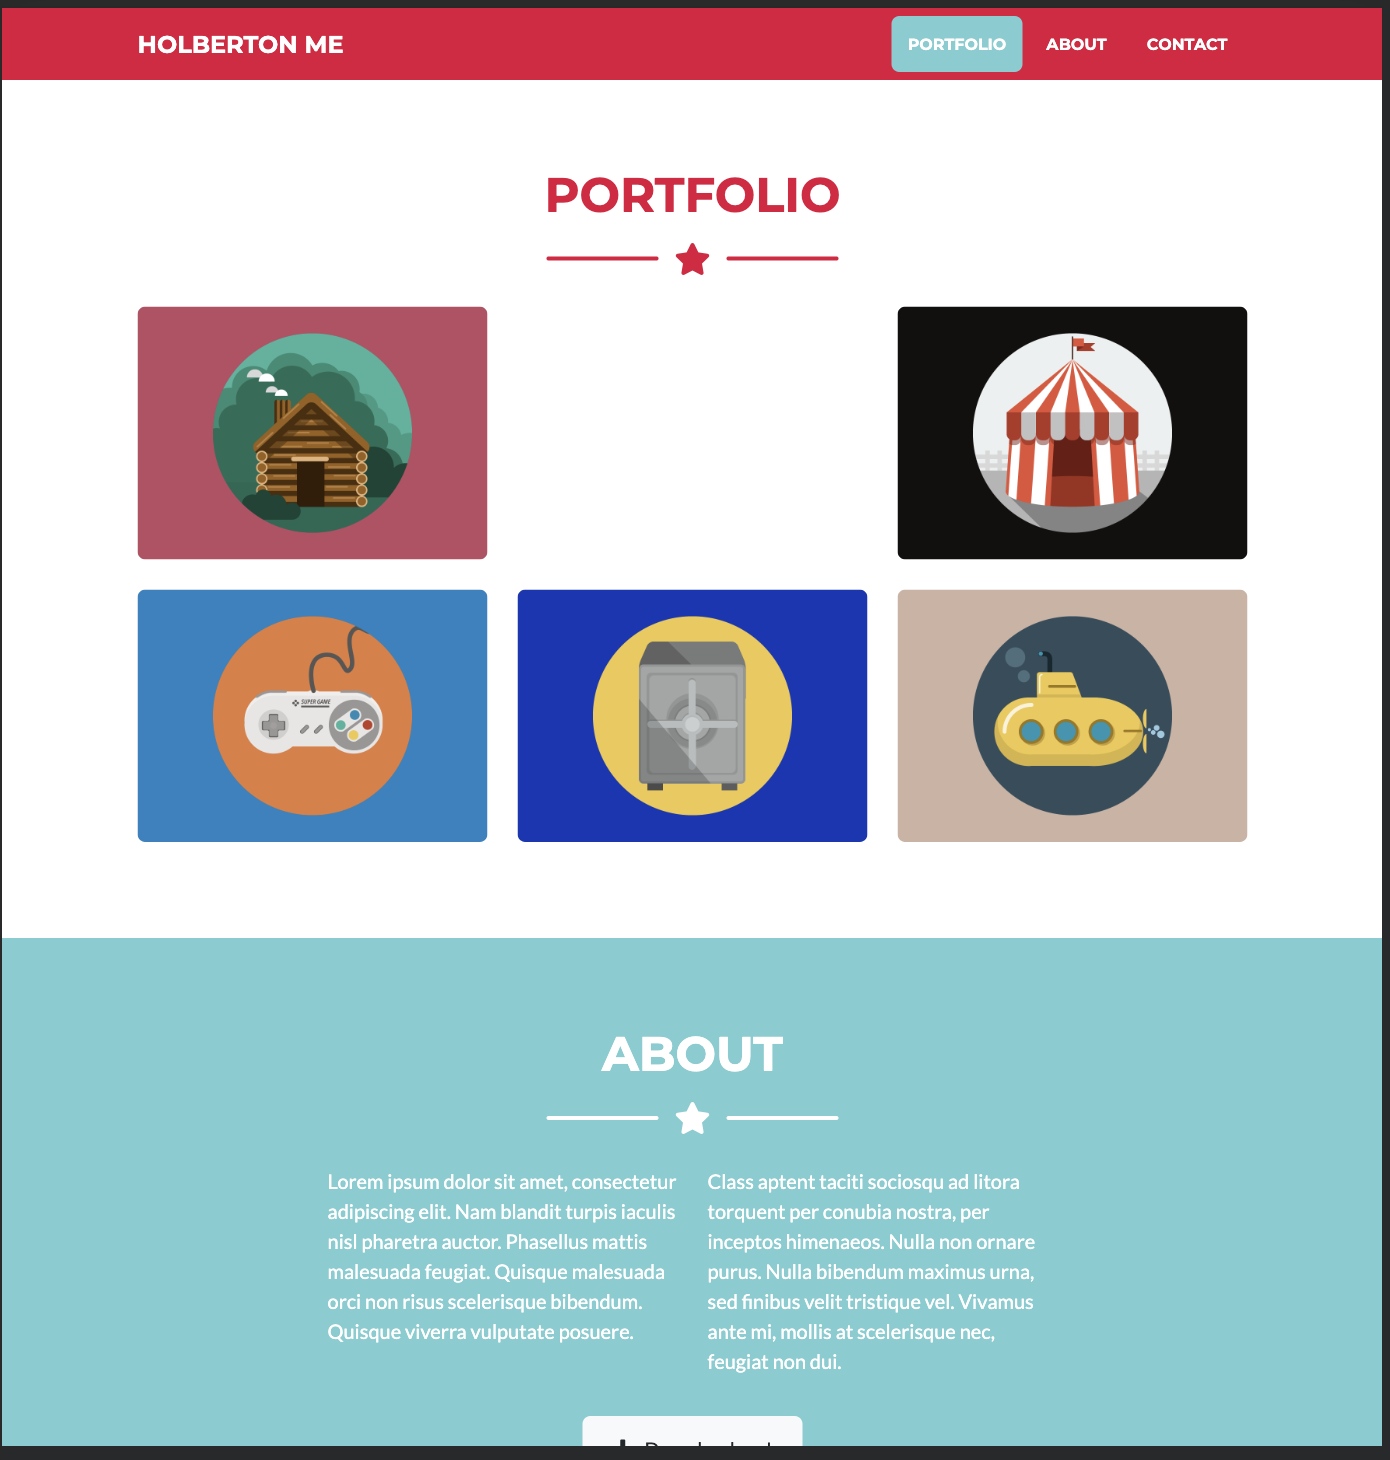 HOLBERTON ME
PORTFOLIO ABOUT CONTACT
PORTFOLIO
SUPER GAME
ABOUT
Lorem ipsum dolor sit amet, consectetur
adipiscing elit. Nam blandit turpis iaculis
nisl pharetra auctor. Phasellus mattis
malesuada feugiat. Quisque malesuada
orci non risus scelerisque bibendum.
Quisque viverra vulputate posuere.
Class aptent taciti sociosqu ad litora
torquent per conubia nostra, per
inceptos himenaeos. Nulla non ornare
purus. Nulla bibendum maximus urna,
sed finibus velit tristique vel. Vivamus
ante mi, mollis at scelerisque nec,
feugiat non dui.